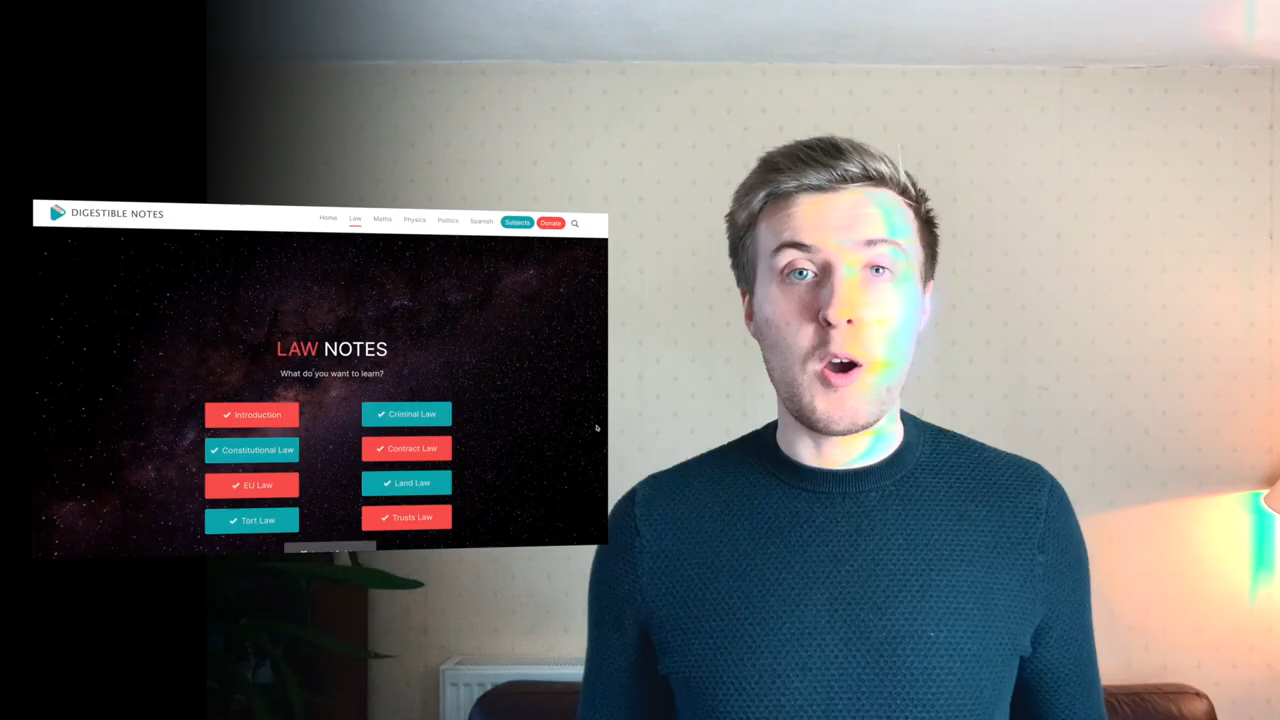 DIGESTIBLE NOTES
Home Law Maths Physics Politics Spanish Subjects Donate
LAW NOTES
What do you want to learn?
Introduction
Criminal Law
Constitutional Law
Contract Law
EU Law
Land Law
Tort Law
Trusts Law